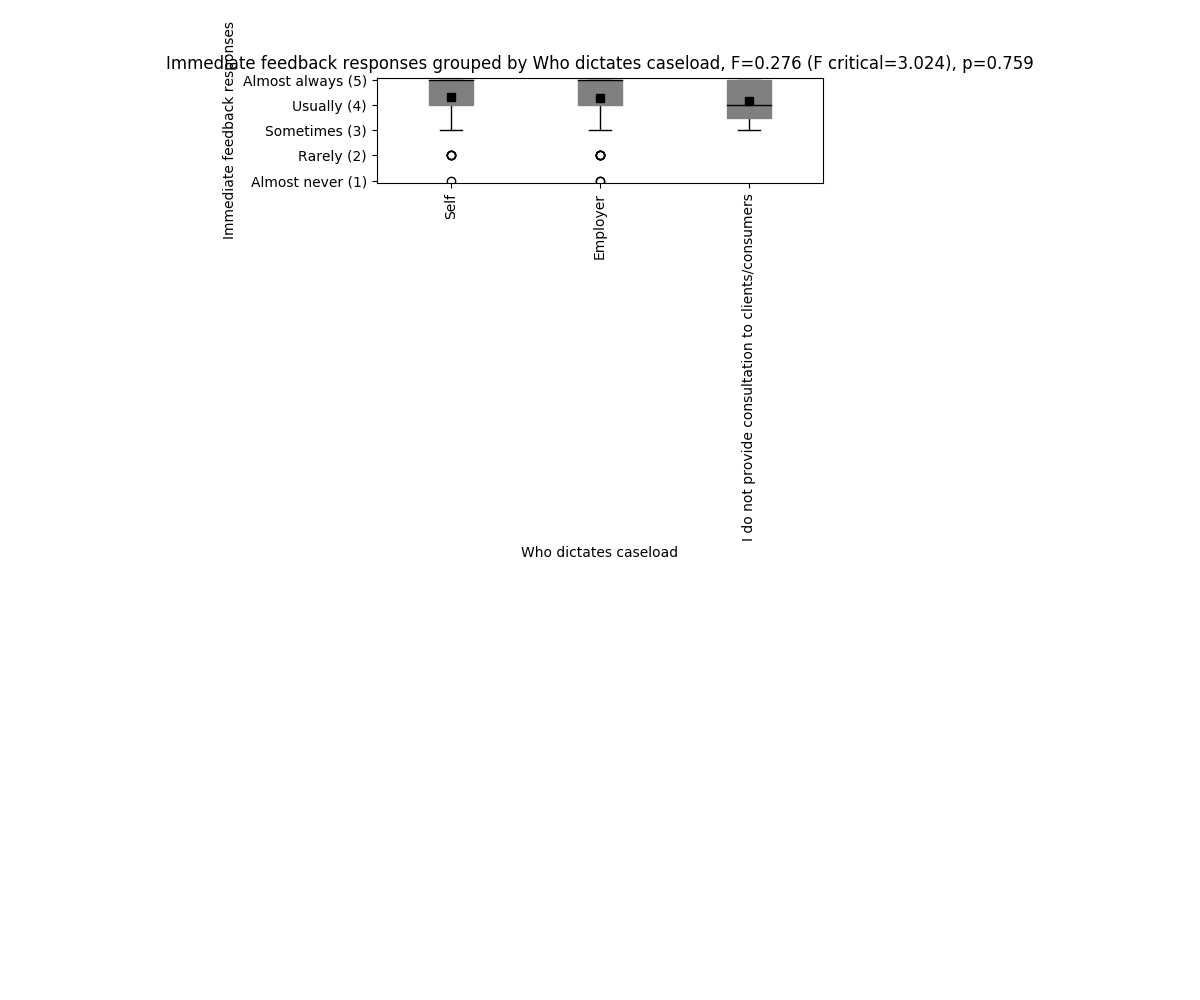 Immediate feedback responses grouped by Who dictates caseload, F=0.276 (F critical=3.024), p=0.759
Immediate feedback responses
Almost always (5)
Usually (4)
Sometimes (3)
Rarely (2)
Almost never (1)
Self
Employer
I do not provide consultation to clients/consumers
Who dictates caseload